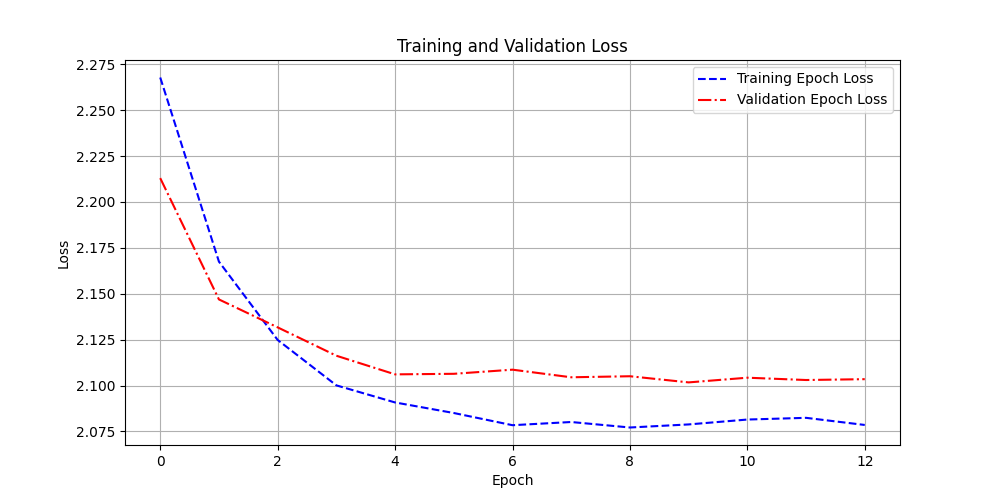 Training and Validation Loss
Training Epoch Loss
Validation Epoch Loss
2.275
2.250
2.225
2.200
2.175
2.150
2.125
2.100
2.075
Loss
0 2 4 6 8 10 12
Epoch